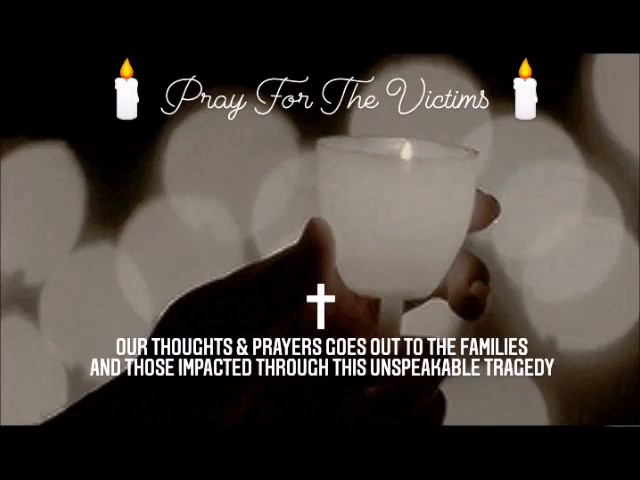 Pray For The Victims
OUR THOUGHTS & PRAYERS GOES OUT TO THE FAMILIES
AND THOSE IMPACTED THROUGH THIS UNSPEAKABLE TRAGEDY